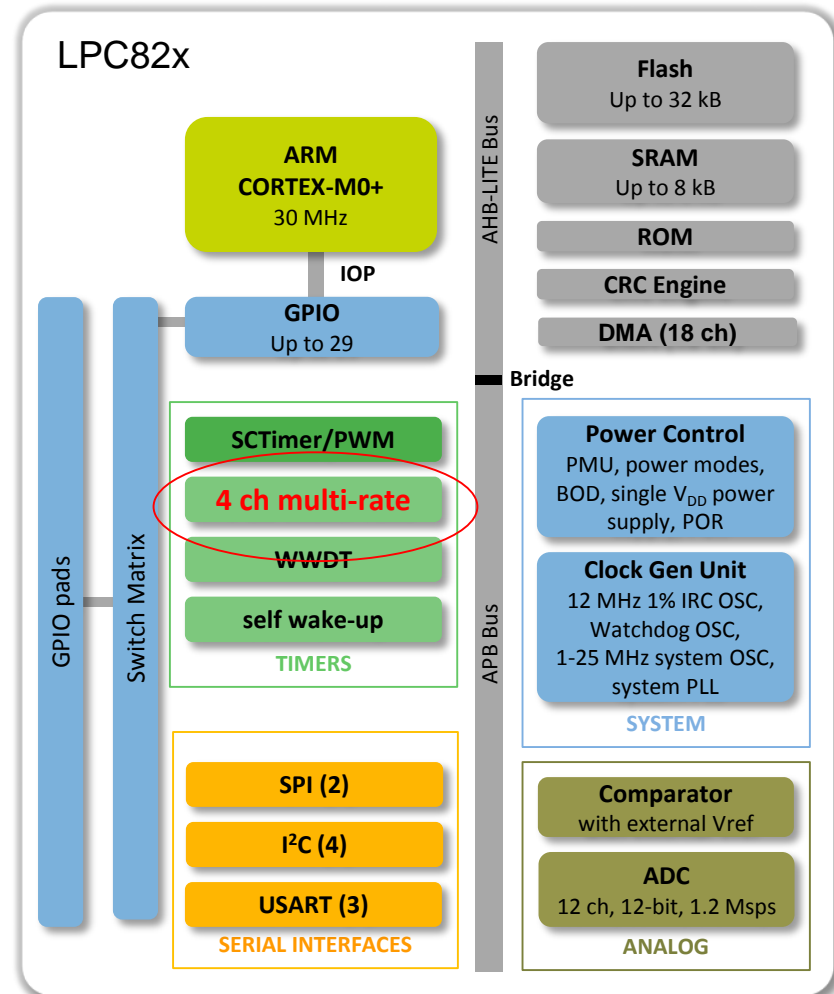 LPC82x
ARM
CORTEX-M0+
30 MHz
IOP
GPIO
Up to 29
GPIO pads
Switch Matrix
SCTimer/PWM
4 ch multi-rate
WWDT
self wake-up
TIMERS
SPI (2)
I²C (4)
USART (3)
SERIAL INTERFACES
AHB-LITE Bus
Bridge
APB Bus
Flash
Up to 32 kB
SRAM
Up to 8 kB
ROM
CRC Engine
DMA (18 ch)
Power Control
PMU, power modes,
BOD, single V_DD power
supply, POR
Clock Gen Unit
12 MHz 1% IRC OSC,
Watchdog OSC,
1-25 MHz system OSC,
system PLL
SYSTEM
Comparator
with external Vref
ADC
12 ch, 12-bit, 1.2 Msps
ANALOG